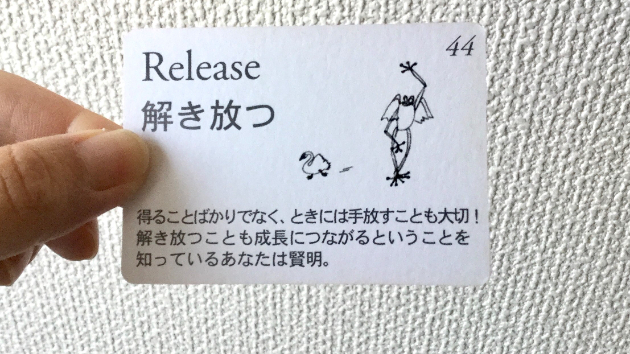 44
Release
解き放つ
得ることばかりでなく、ときには手放すことも大切！
解き放つことも成長につながるということを
知っているあなたは賢明。